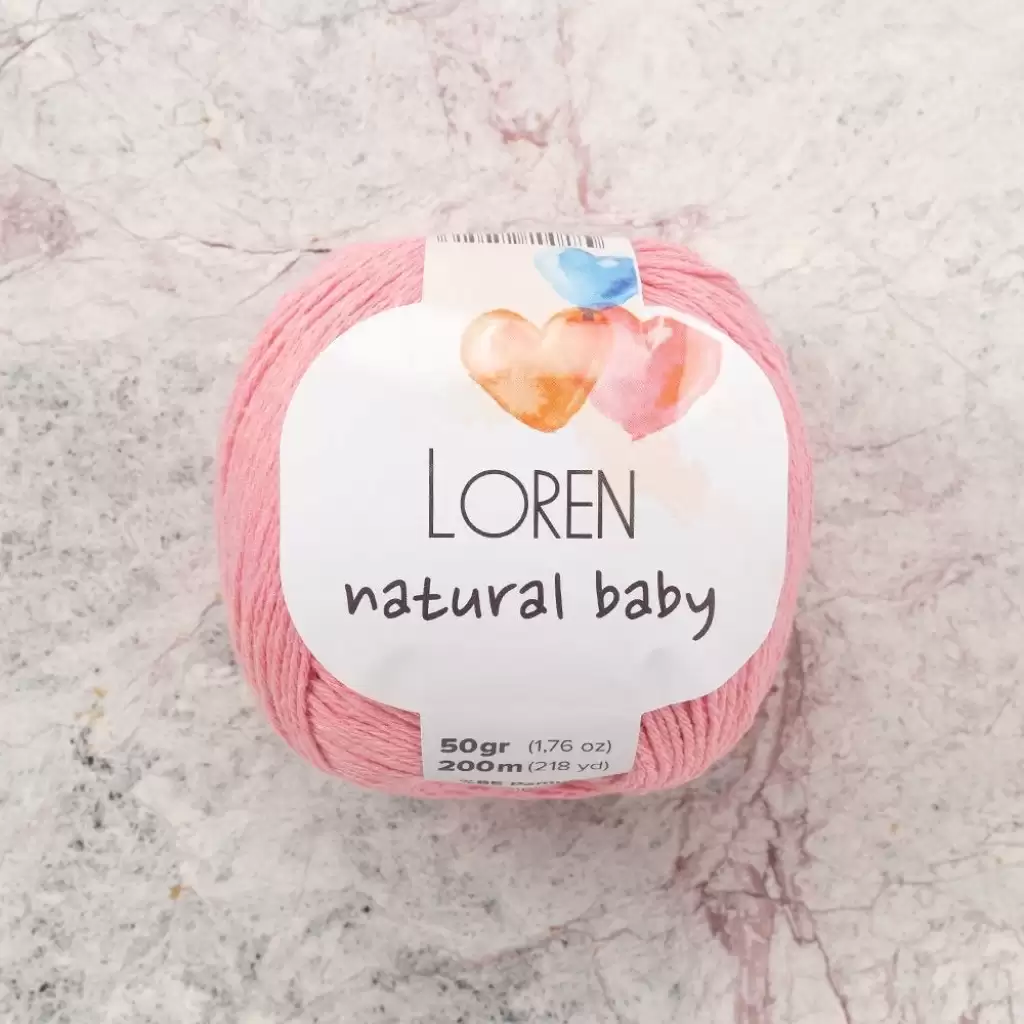 LOREN
natural baby
50gr (1,76 oz)
200m (218 yd)